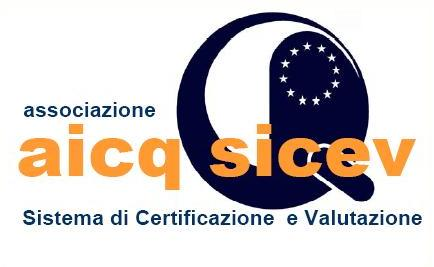 associazione
aicq sicev
Sistema di Certificazione e Valutazione